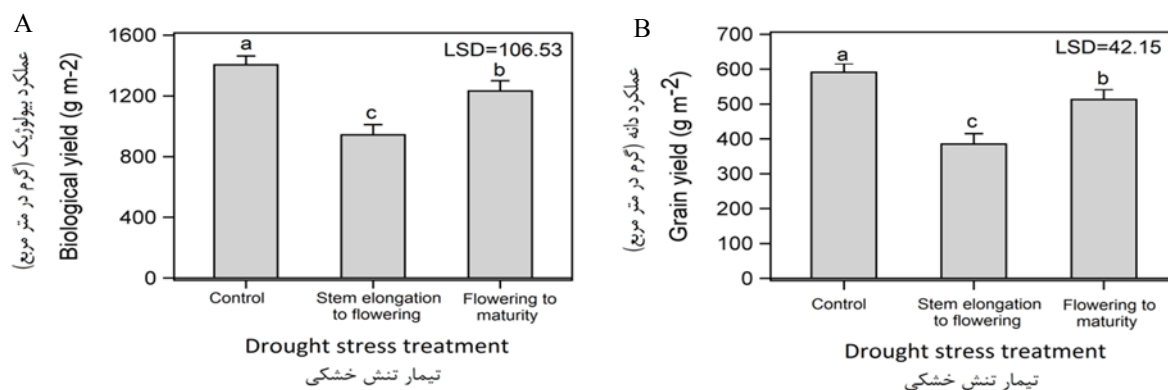 A
عملکرد بیولوژیک (گرم در متر مربع)
Biological yield (g m-2)
1600
1200
800
400
0
LSD=106.53
a
c
b
Control
Stem elongation
to flowering
Flowering to
maturity
Drought stress treatment
تیمار تنش خشکی
B
عملکرد دانه (گرم در متر مربع)
Grain yield (g m-2)
700
600
500
400
300
200
100
0
LSD=42.15
a
c
b
Control
Stem elongation
to flowering
Flowering to
maturity
Drought stress treatment
تیمار تنش خشکی